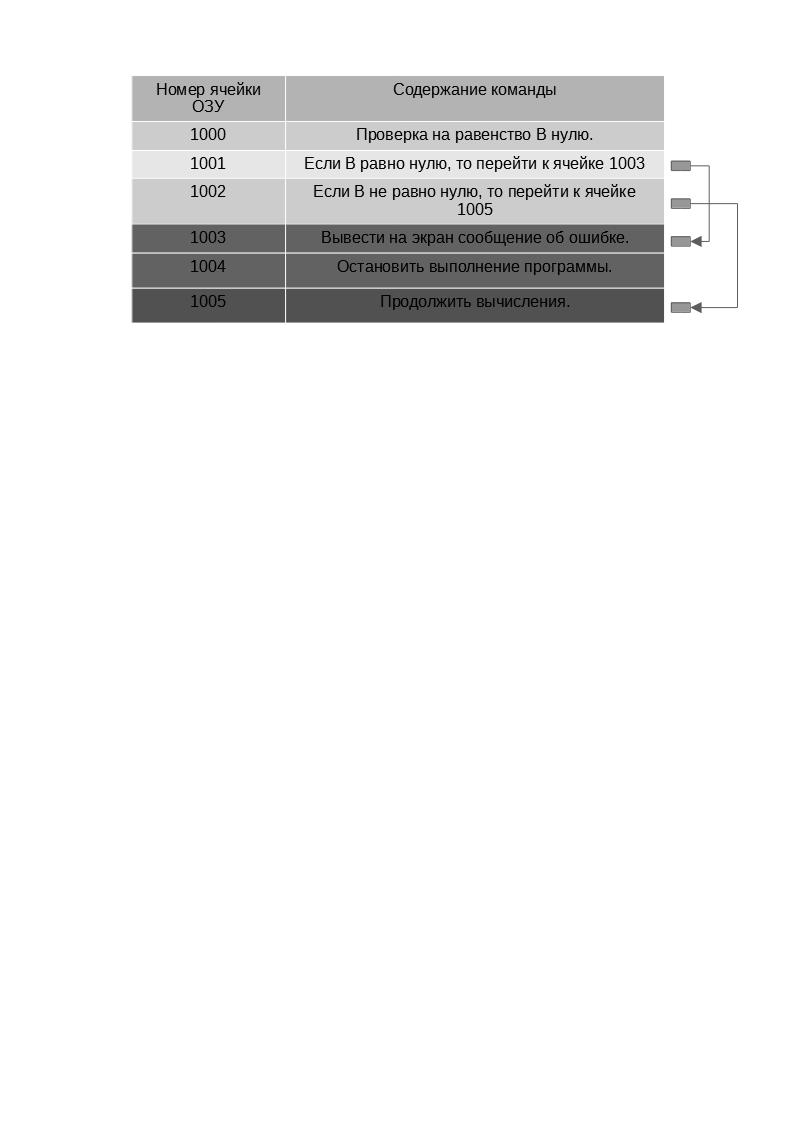 Номер ячейки
ОЗУ
Содержание команды
1000
Проверка на равенство В нулю.
1001
Если В равно нулю, то перейти к ячейке 1003
1002
Если В не равно нулю, то перейти к ячейке
1005
1003
Вывести на экран сообщение об ошибке.
1004
Остановить выполнение программы.
1005
Продолжить вычисления.